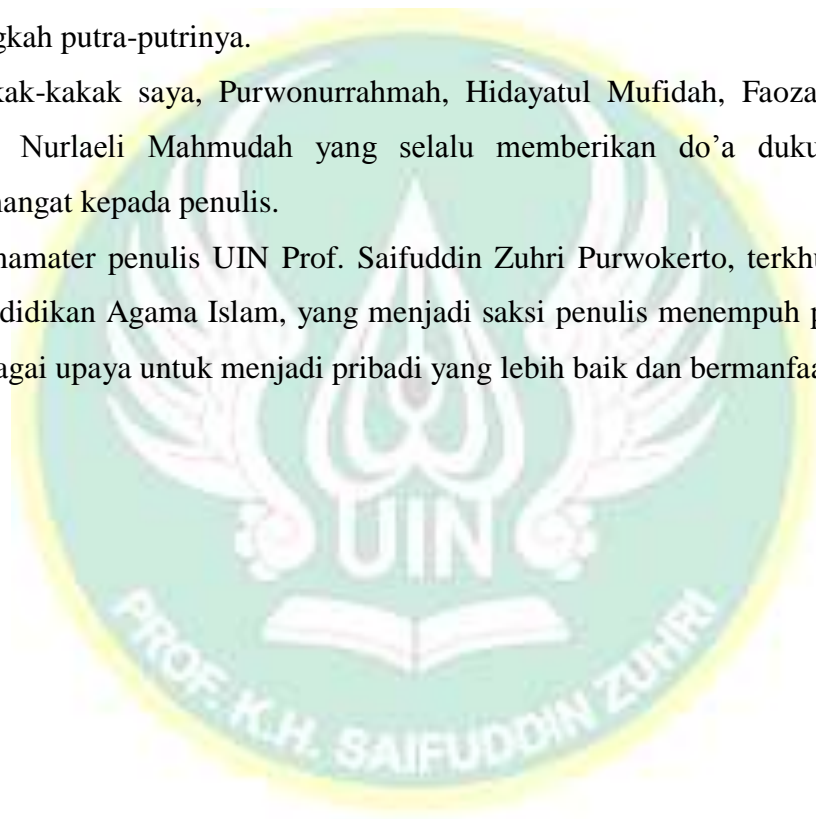 gkah putra-putrinya.
kak-kakak saya, Purwonurrahmah, Hidayatul Mufidah, Faoza
Nurlaeli Mahmudah yang selalu memberikan do’a duku
nangat kepada penulis.
namater penulis UIN Prof. Saifuddin Zuhri Purwokerto, terkhu
didikan Agama Islam, yang menjadi saksi penulis menempuh p
agai upaya untuk menjadi pribadi yang lebih baik dan bermanfaa
UIN
PROF. K.H. SAIFUDDIN ZUHRI